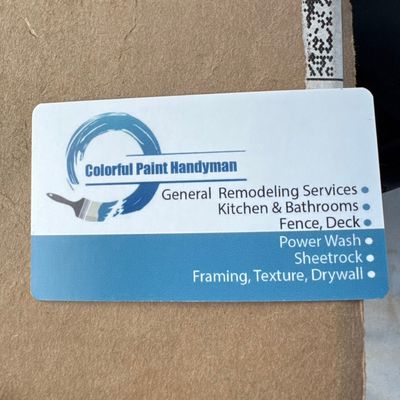 Colorful Paint Handyman
General Remodeling Services •
Kitchen & Bathrooms •
Fence, Deck •
Power Wash •
Sheetrock •
Framing, Texture, Drywall •